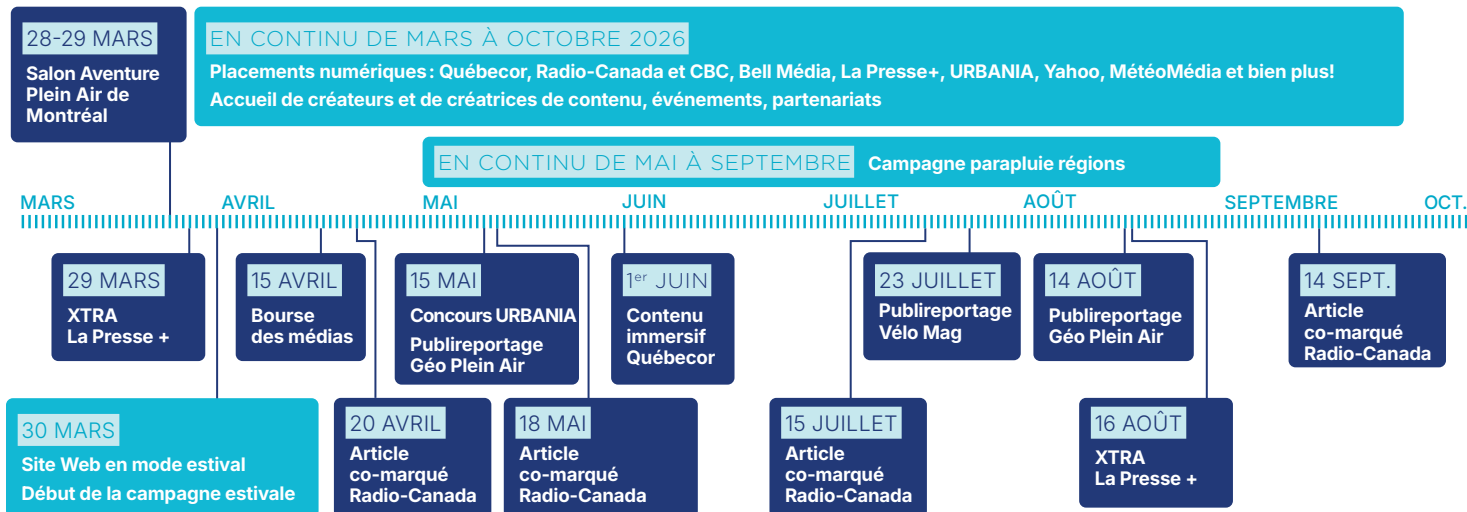 28-29 MARS
Salon Aventure
Plein Air de
Montréal
EN CONTINU DE MARS À OCTOBRE 2026
Placements numériques : Québecor, Radio-Canada et CBC, Bell Média, La Presse+, URBANIA, Yahoo, MétéoMédia et bien plus!
Accueil de créateurs et de créatrices de contenu, événements, partenariats
EN CONTINU DE MAI À SEPTEMBRE Campagne parapluie régions
MARS AVRIL MAI JUIN JUILLET AOÛT SEPTEMBRE OCT.
29 MARS
XTRA
La Presse +
15 AVRIL
Bourse
des médias
15 MAI
Concours URBANIA
Publireportage
Géo Plein Air
1er JUIN
Contenu
immersif
Québecor
23 JUILLET
Publireportage
Vélo Mag
14 AOÛT
Publireportage
Géo Plein Air
14 SEPT.
Article
co-marqué
Radio-Canada
30 MARS
Site Web en mode estival
Début de la campagne estivale
20 AVRIL
Article
co-marqué
Radio-Canada
18 MAI
Article
co-marqué
Radio-Canada
15 JUILLET
Article
co-marqué
Radio-Canada
16 AOÛT
XTRA
La Presse +